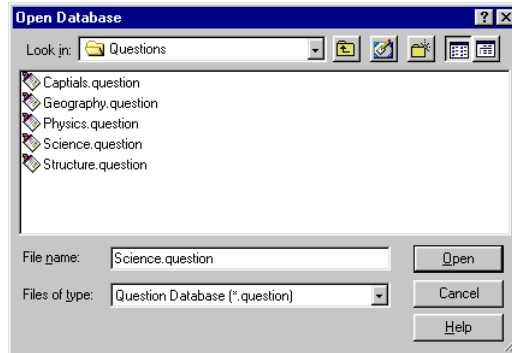 Open Database
Look in: Questions
Captials.question
Geography.question
Physics.question
Science.question
Structure.question
File name: Science.question Open
Files of type: Question Database (*.question) Cancel
Help